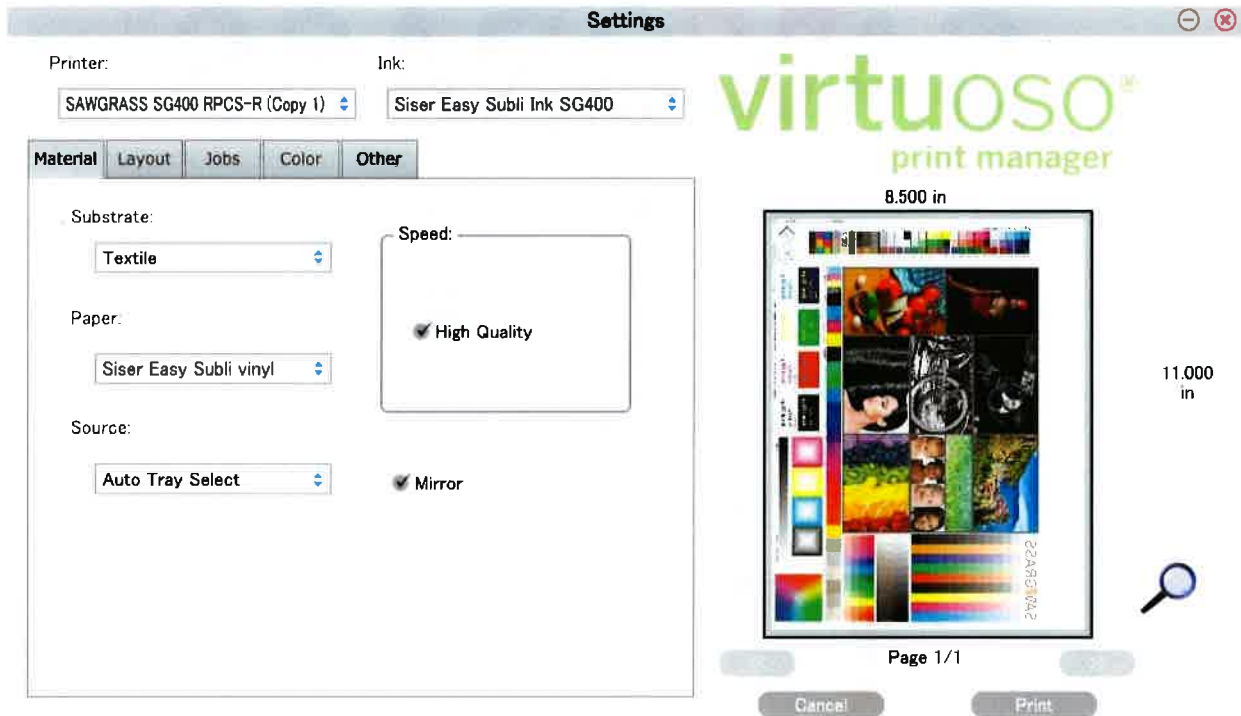 Settings
Printer:
Ink:
SAWGRASS SG400 RPCS-R (Copy 1)
Siser Easy Subli Ink SG400
virtuoso®
print manager
Material
Layout
Jobs
Color
Other
Substrate:
Textile
Speed:
High Quality
Paper:
Siser Easy Subli vinyl
Source:
Auto Tray Select
Mirror
8.500 in
11.000
in
SAWGRASS
Page 1/1
Cancel
Print